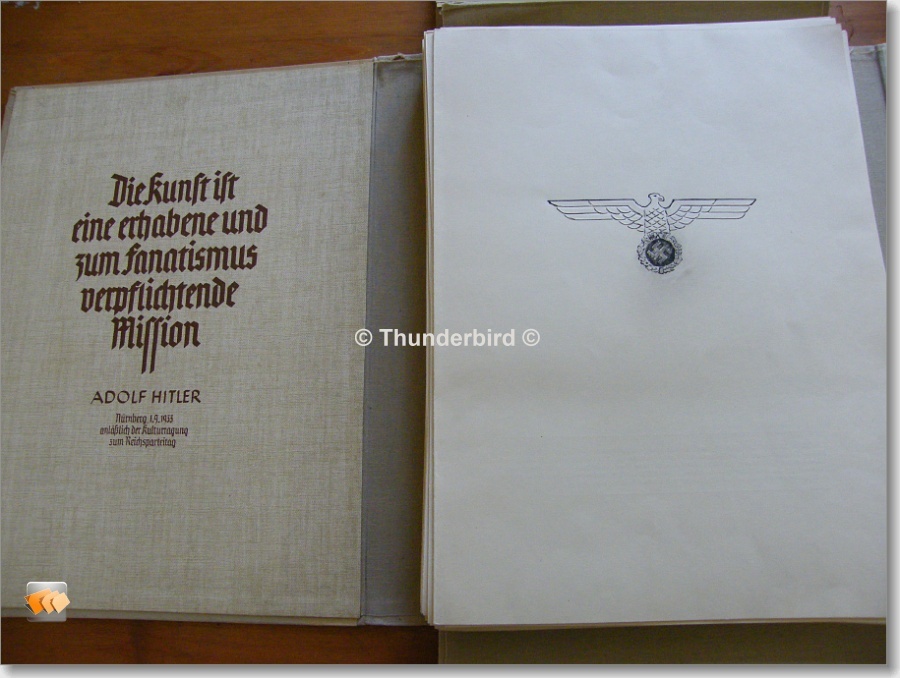 Die Kunst ist
eine erhabene und
zum Fanatismus
verpflichtende
Mission
ADOLF HITLER
Nürnberg 1.9.1933
anläßlich der Kulturtagung
zum Reichsparteitag
© Thunderbird ©